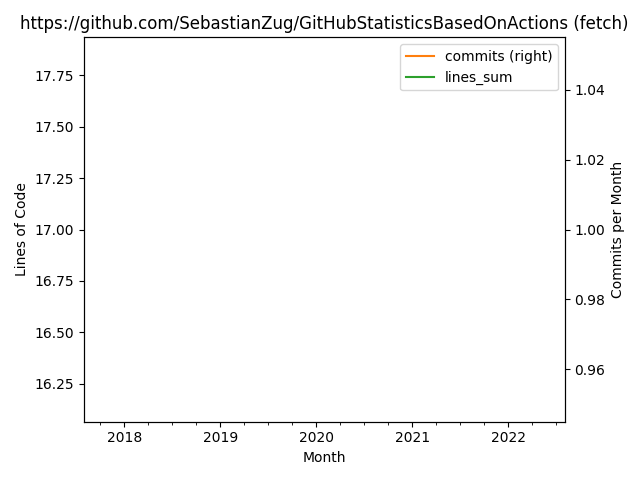 https://github.com/SebastianZug/GitHubStatisticsBasedOnActions (fetch)
commits (right)
lines_sum
17.75
17.50
17.25
17.00
16.75
16.50
16.25
Lines of Code
1.04
1.02
1.00
0.98
0.96
Commits per Month
2018
2019
2020
2021
2022
Month